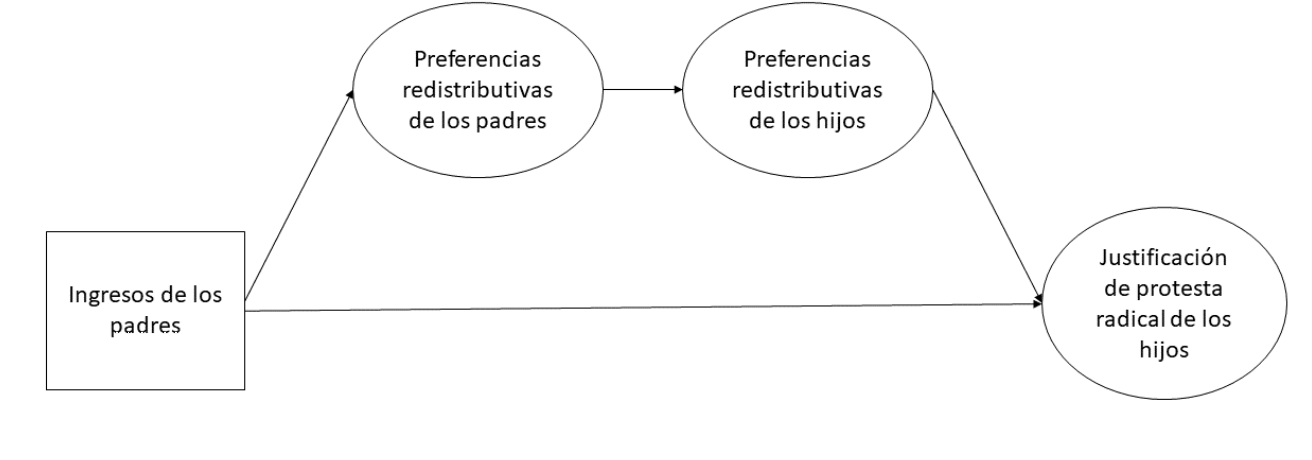 Preferencias
redistributivas
de los padres
Preferencias
redistributivas
de los hijos
Ingresos de los
padres
Justificación
de protesta
radical de los
hijos